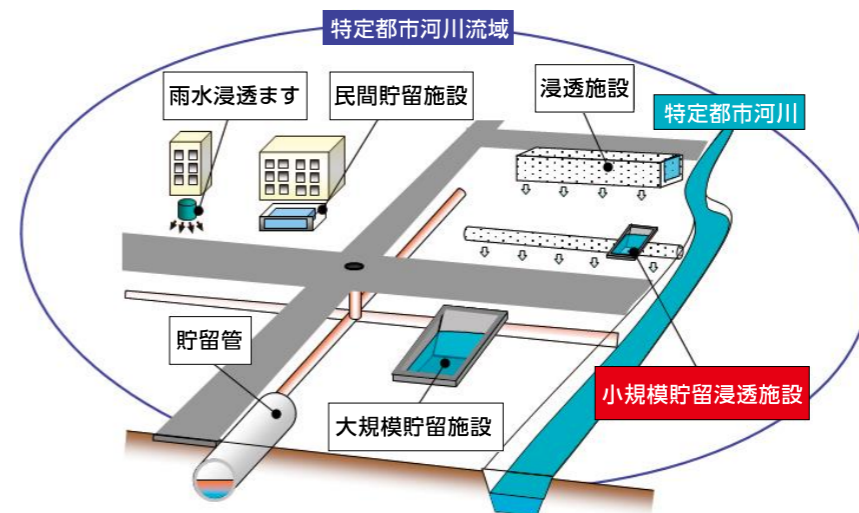 特定都市河川流域
雨水浸透ます
民間貯留施設
浸透施設
特定都市河川
貯留管
大規模貯留施設
小規模貯留浸透施設